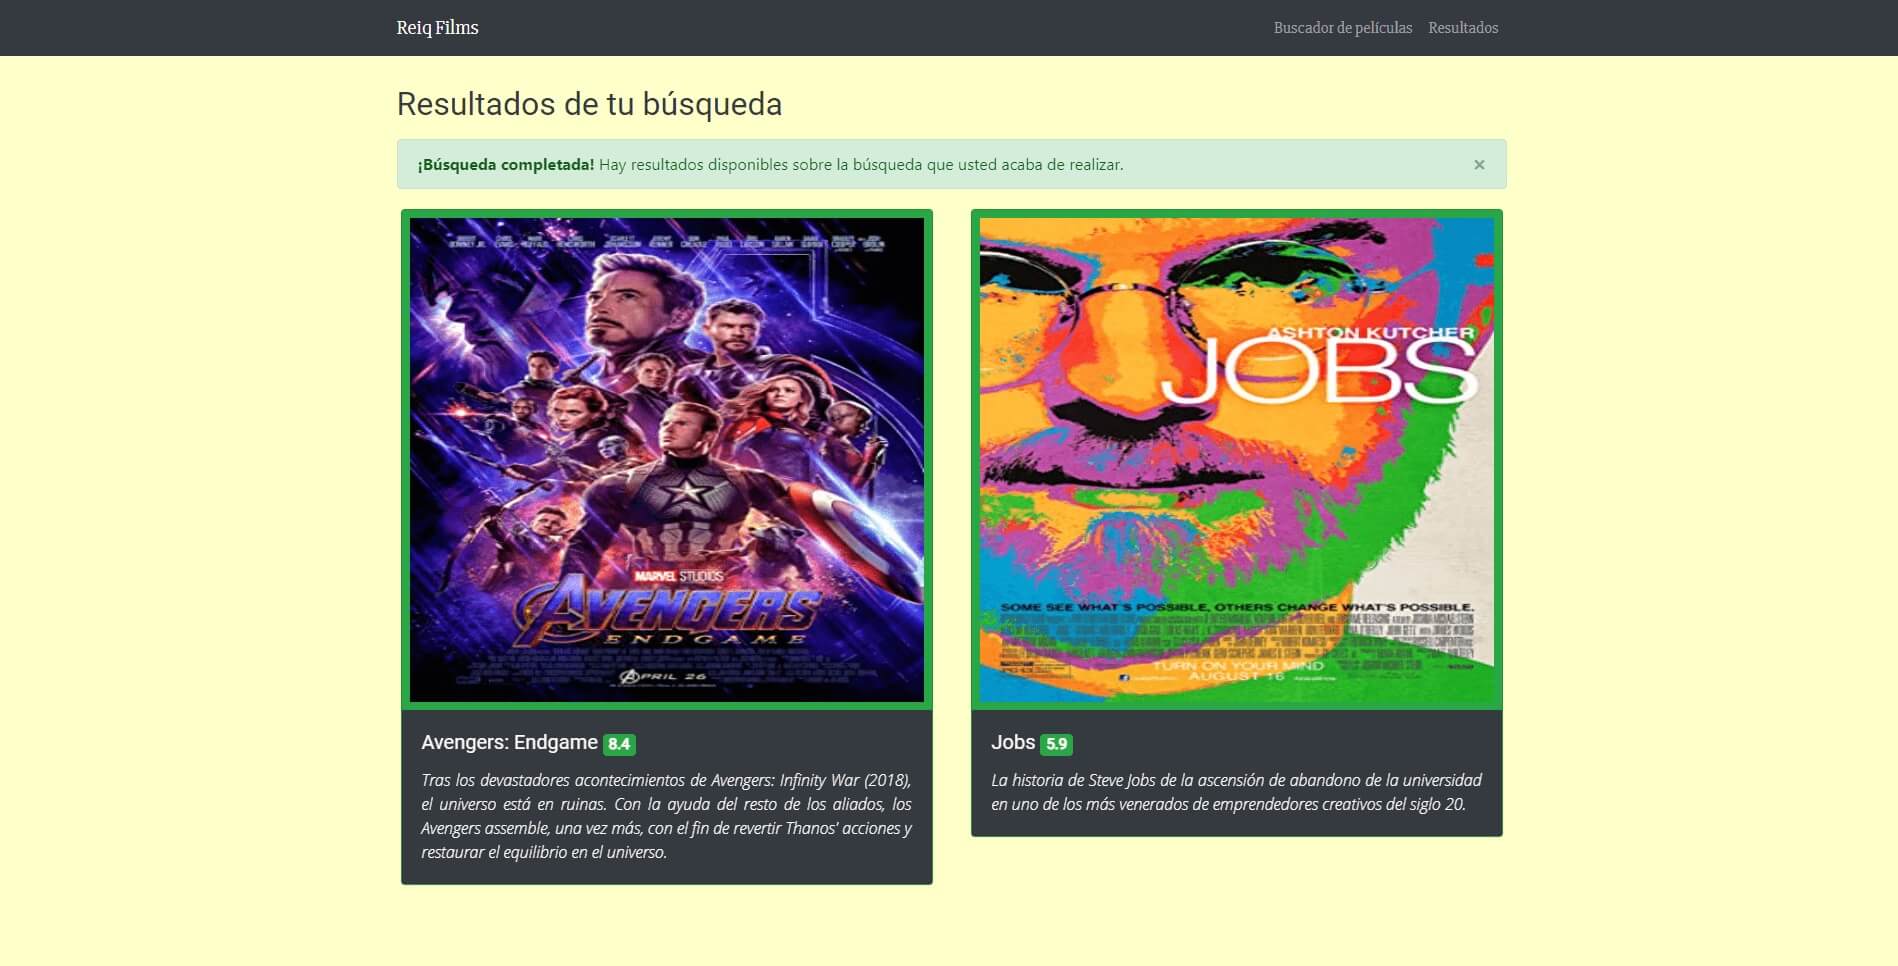 Reiq Films
Buscador de películas Resultados
Resultados de tu búsqueda
¡Búsqueda completada! Hay resultados disponibles sobre la búsqueda que usted acaba de realizar.
×
MARVEL STUDIOS
AVENGERS
ENDGAME
APRIL 26
Avengers: Endgame 8.4
Tras los devastadores acontecimientos de Avengers: Infinity War (2018),
el universo está en ruinas. Con la ayuda del resto de los aliados, los
Avengers assemble, una vez más, con el fin de revertir Thanos' acciones y
restaurar el equilibrio en el universo.
ASHTON KUTCHER
JOBS
SOME SEE WHAT'S POSSIBLE, OTHERS CHANGE WHAT'S POSSIBLE.
TURN ON YOUR MIND
AUGUST 16
Jobs 5.9
La historia de Steve Jobs de la ascensión de abandono de la universidad
en uno de los más venerados de emprendedores creativos del siglo 20.